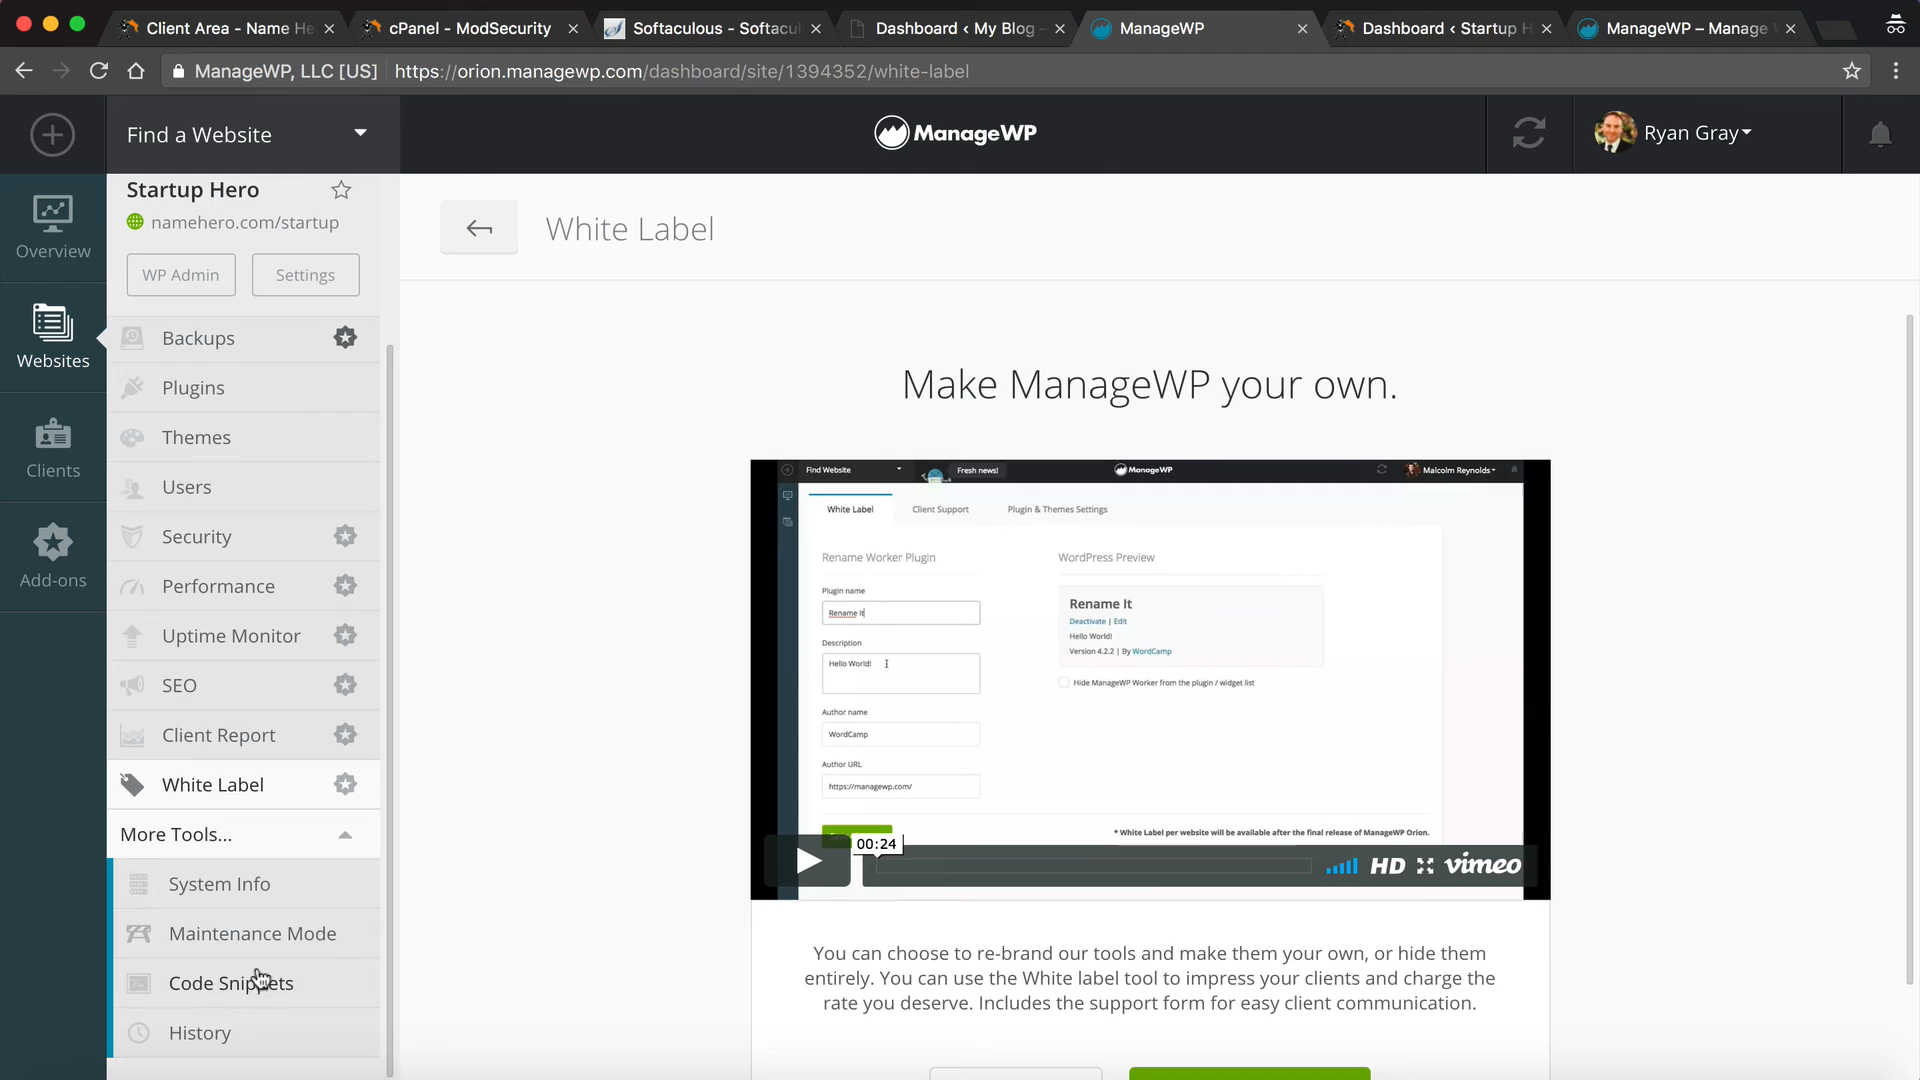 Client Area - Name He
cPanel - ModSecurity
Softaculous - Softacul
Dashboard ‹ My Blog –
ManageWP
Dashboard ‹ Startup H
ManageWP – Manage
ManageWP, LLC [US]
https://orion.managewp.com/dashboard/site/1394352/white-label
Find a Website
ManageWP
Ryan Gray
Overview
Websites
Clients
Add-ons
Startup Hero
namehero.com/startup
WP Admin
Settings
Backups
Plugins
Themes
Users
Security
Performance
Uptime Monitor
SEO
Client Report
White Label
More Tools...
System Info
Maintenance Mode
Code Snippets
History
White Label
Make ManageWP your own.
Find Website
Fresh news!
ManageWP
Malcolm Reynolds
White Label
Client Support
Plugin & Themes Settings
Rename Worker Plugin
WordPress Preview
Plugin name
Rename It
Description
Hello World!
Author name
WordCamp
Author URL
https://managewp.com/
Rename It
Deactivate | Edit
Hello World!
Version 4.2.2 | By WordCamp
Hide ManageWP Worker from the plugin / widget list
* White Label per website will be available after the final release of ManageWP Orion.
00:24
HD
vimeo
You can choose to re-brand our tools and make them your own, or hide them
entirely. You can use the White label tool to impress your clients and charge the
rate you deserve. Includes the support form for easy client communication.